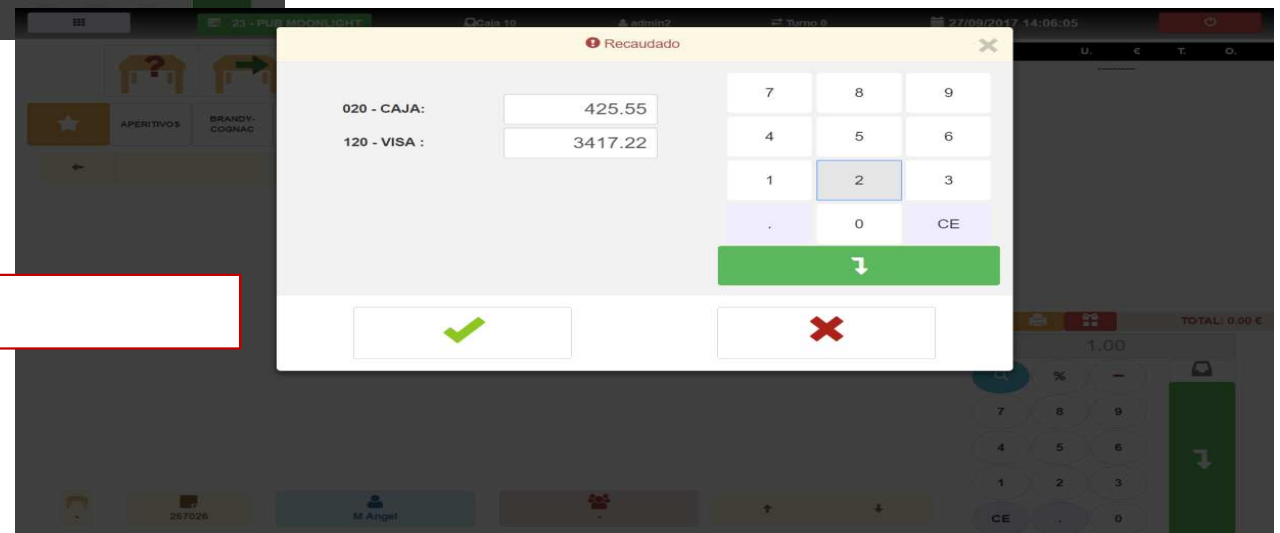 23 - PUB MOONLIGHT Caja 10 admin2 Turno 0 27/09/2017 14:06:05
Recaudado
U. € T. O.
?
APERITIVOS BRANDY-COGNAC
020 - CAJA: 425.55
120 - VISA : 3417.22
7 8 9
4 5 6
1 2 3
. 0 CE
TOTAL: 0.00 €
1.00
% −
7 8 9
4 5 6
1 2 3
CE . 0
- 267026 M Angel -